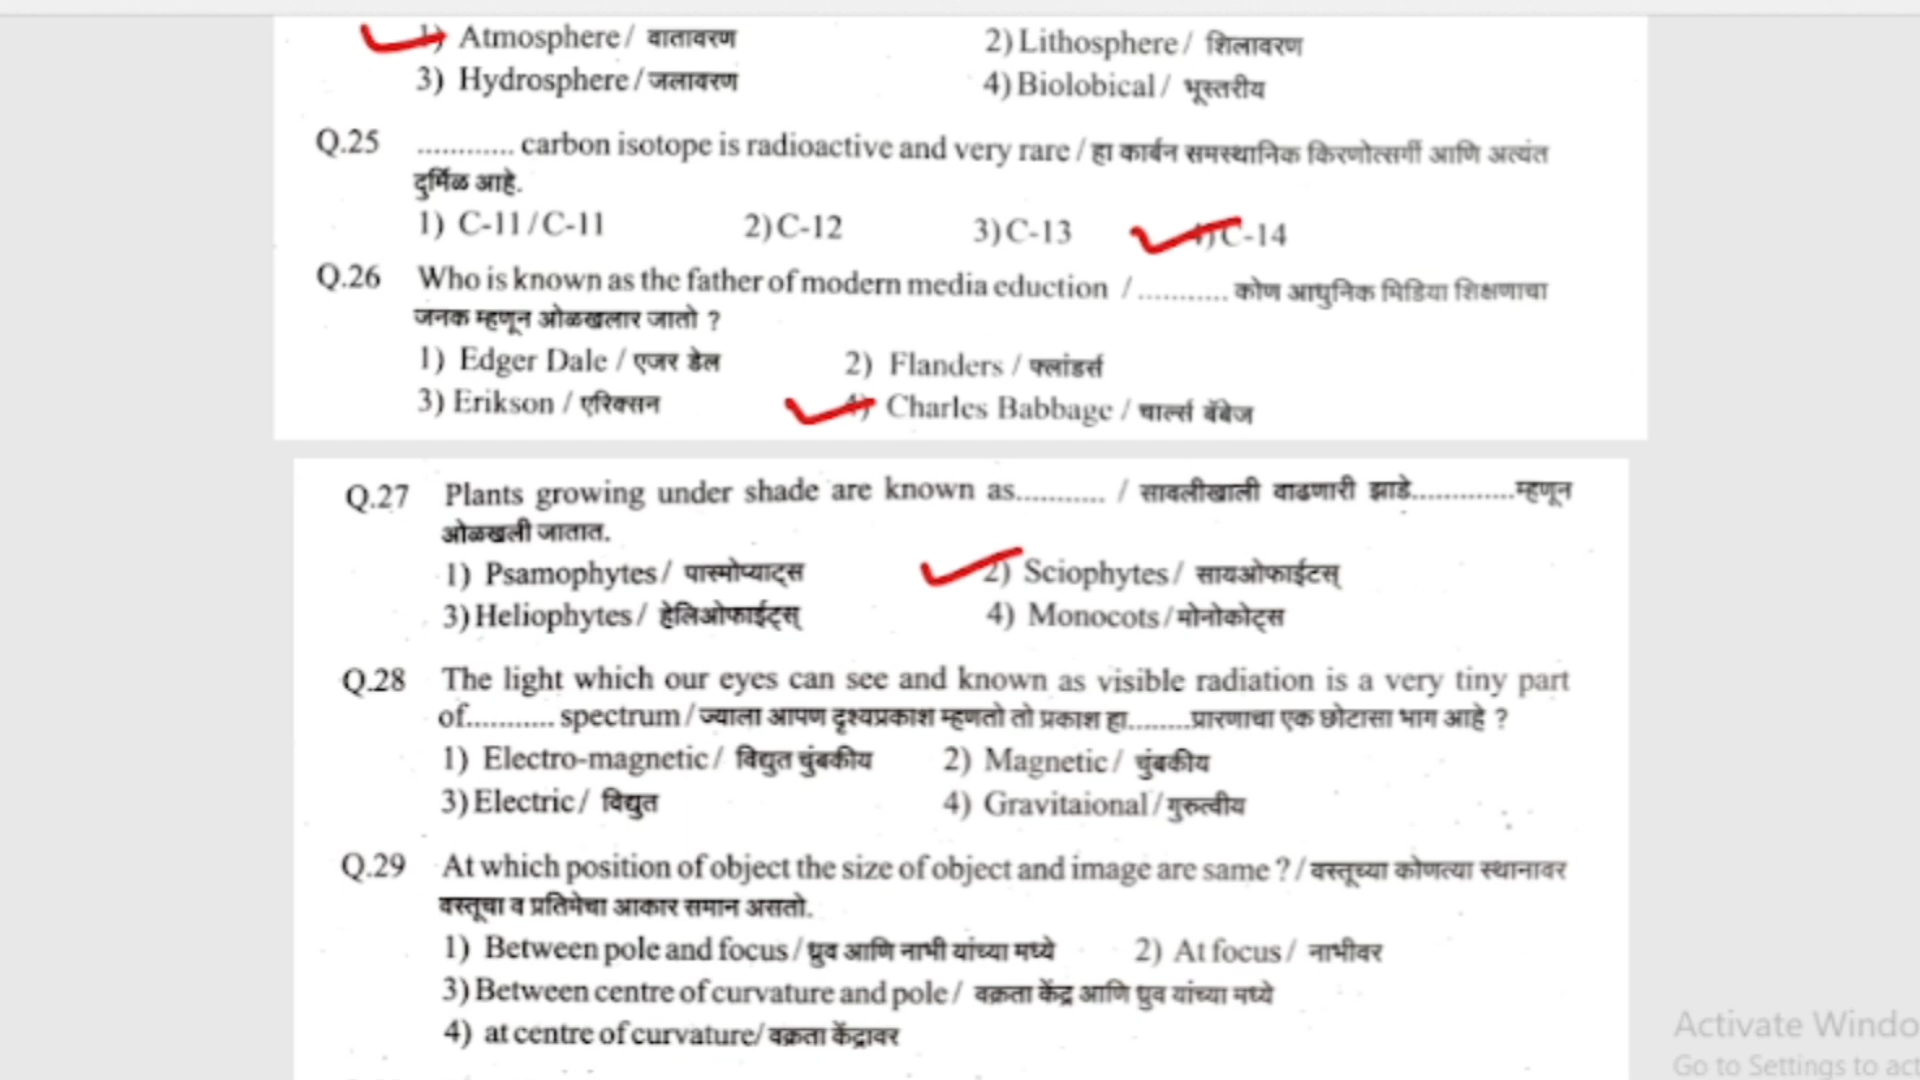 1) Atmosphere / वातावरण 2) Lithosphere / शिलावरण
3) Hydrosphere / जलावरण 4) Biolobical / भूस्तरीय
Q.25 ............ carbon isotope is radioactive and very rare / हा कार्बन समस्थानिक किरणोत्सर्गी आणि अत्यंत
दुर्मिळ आहे.
1) C-11 / C-11 2) C-12 3) C-13 4) C-14
Q.26 Who is known as the father of modern media eduction / ........... कोण आधुनिक मिडिया शिक्षणाचा
जनक म्हणून ओळखलार जातो ?
1) Edger Dale / एजर डेल 2) Flanders / फ्लांडर्स
3) Erikson / एरिक्सन 4) Charles Babbage / चार्ल्स बॅबेज
Q.27 Plants growing under shade are known as........... / सावलीखाली वाढणारी झाडे.............म्हणून
ओळखली जातात.
1) Psamophytes / पास्मोप्याट्स 2) Sciophytes / सायओफाईटस्
3) Heliophytes / हेलिओफाईट्स् 4) Monocots / मोनोकोट्स
Q.28 The light which our eyes can see and known as visible radiation is a very tiny part
of........... spectrum / ज्याला आपण दृश्यप्रकाश म्हणतो तो प्रकाश हा........प्रारणाचा एक छोटासा भाग आहे ?
1) Electro-magnetic / विद्युत चुंबकीय 2) Magnetic / चुंबकीय
3) Electric / विद्युत 4) Gravitaional / गुरुत्वीय
Q.29 At which position of object the size of object and image are same ? / वस्तूच्या कोणत्या स्थानावर
वस्तूचा व प्रतिमेचा आकार समान असतो.
1) Between pole and focus / ध्रुव आणि नाभी यांच्या मध्ये 2) At focus / नाभीवर
3) Between centre of curvature and pole / वक्रता केंद्र आणि ध्रुव यांच्या मध्ये
4) at centre of curvature/ वक्रता केंद्रावर
Activate Windo
Go to Settings to act